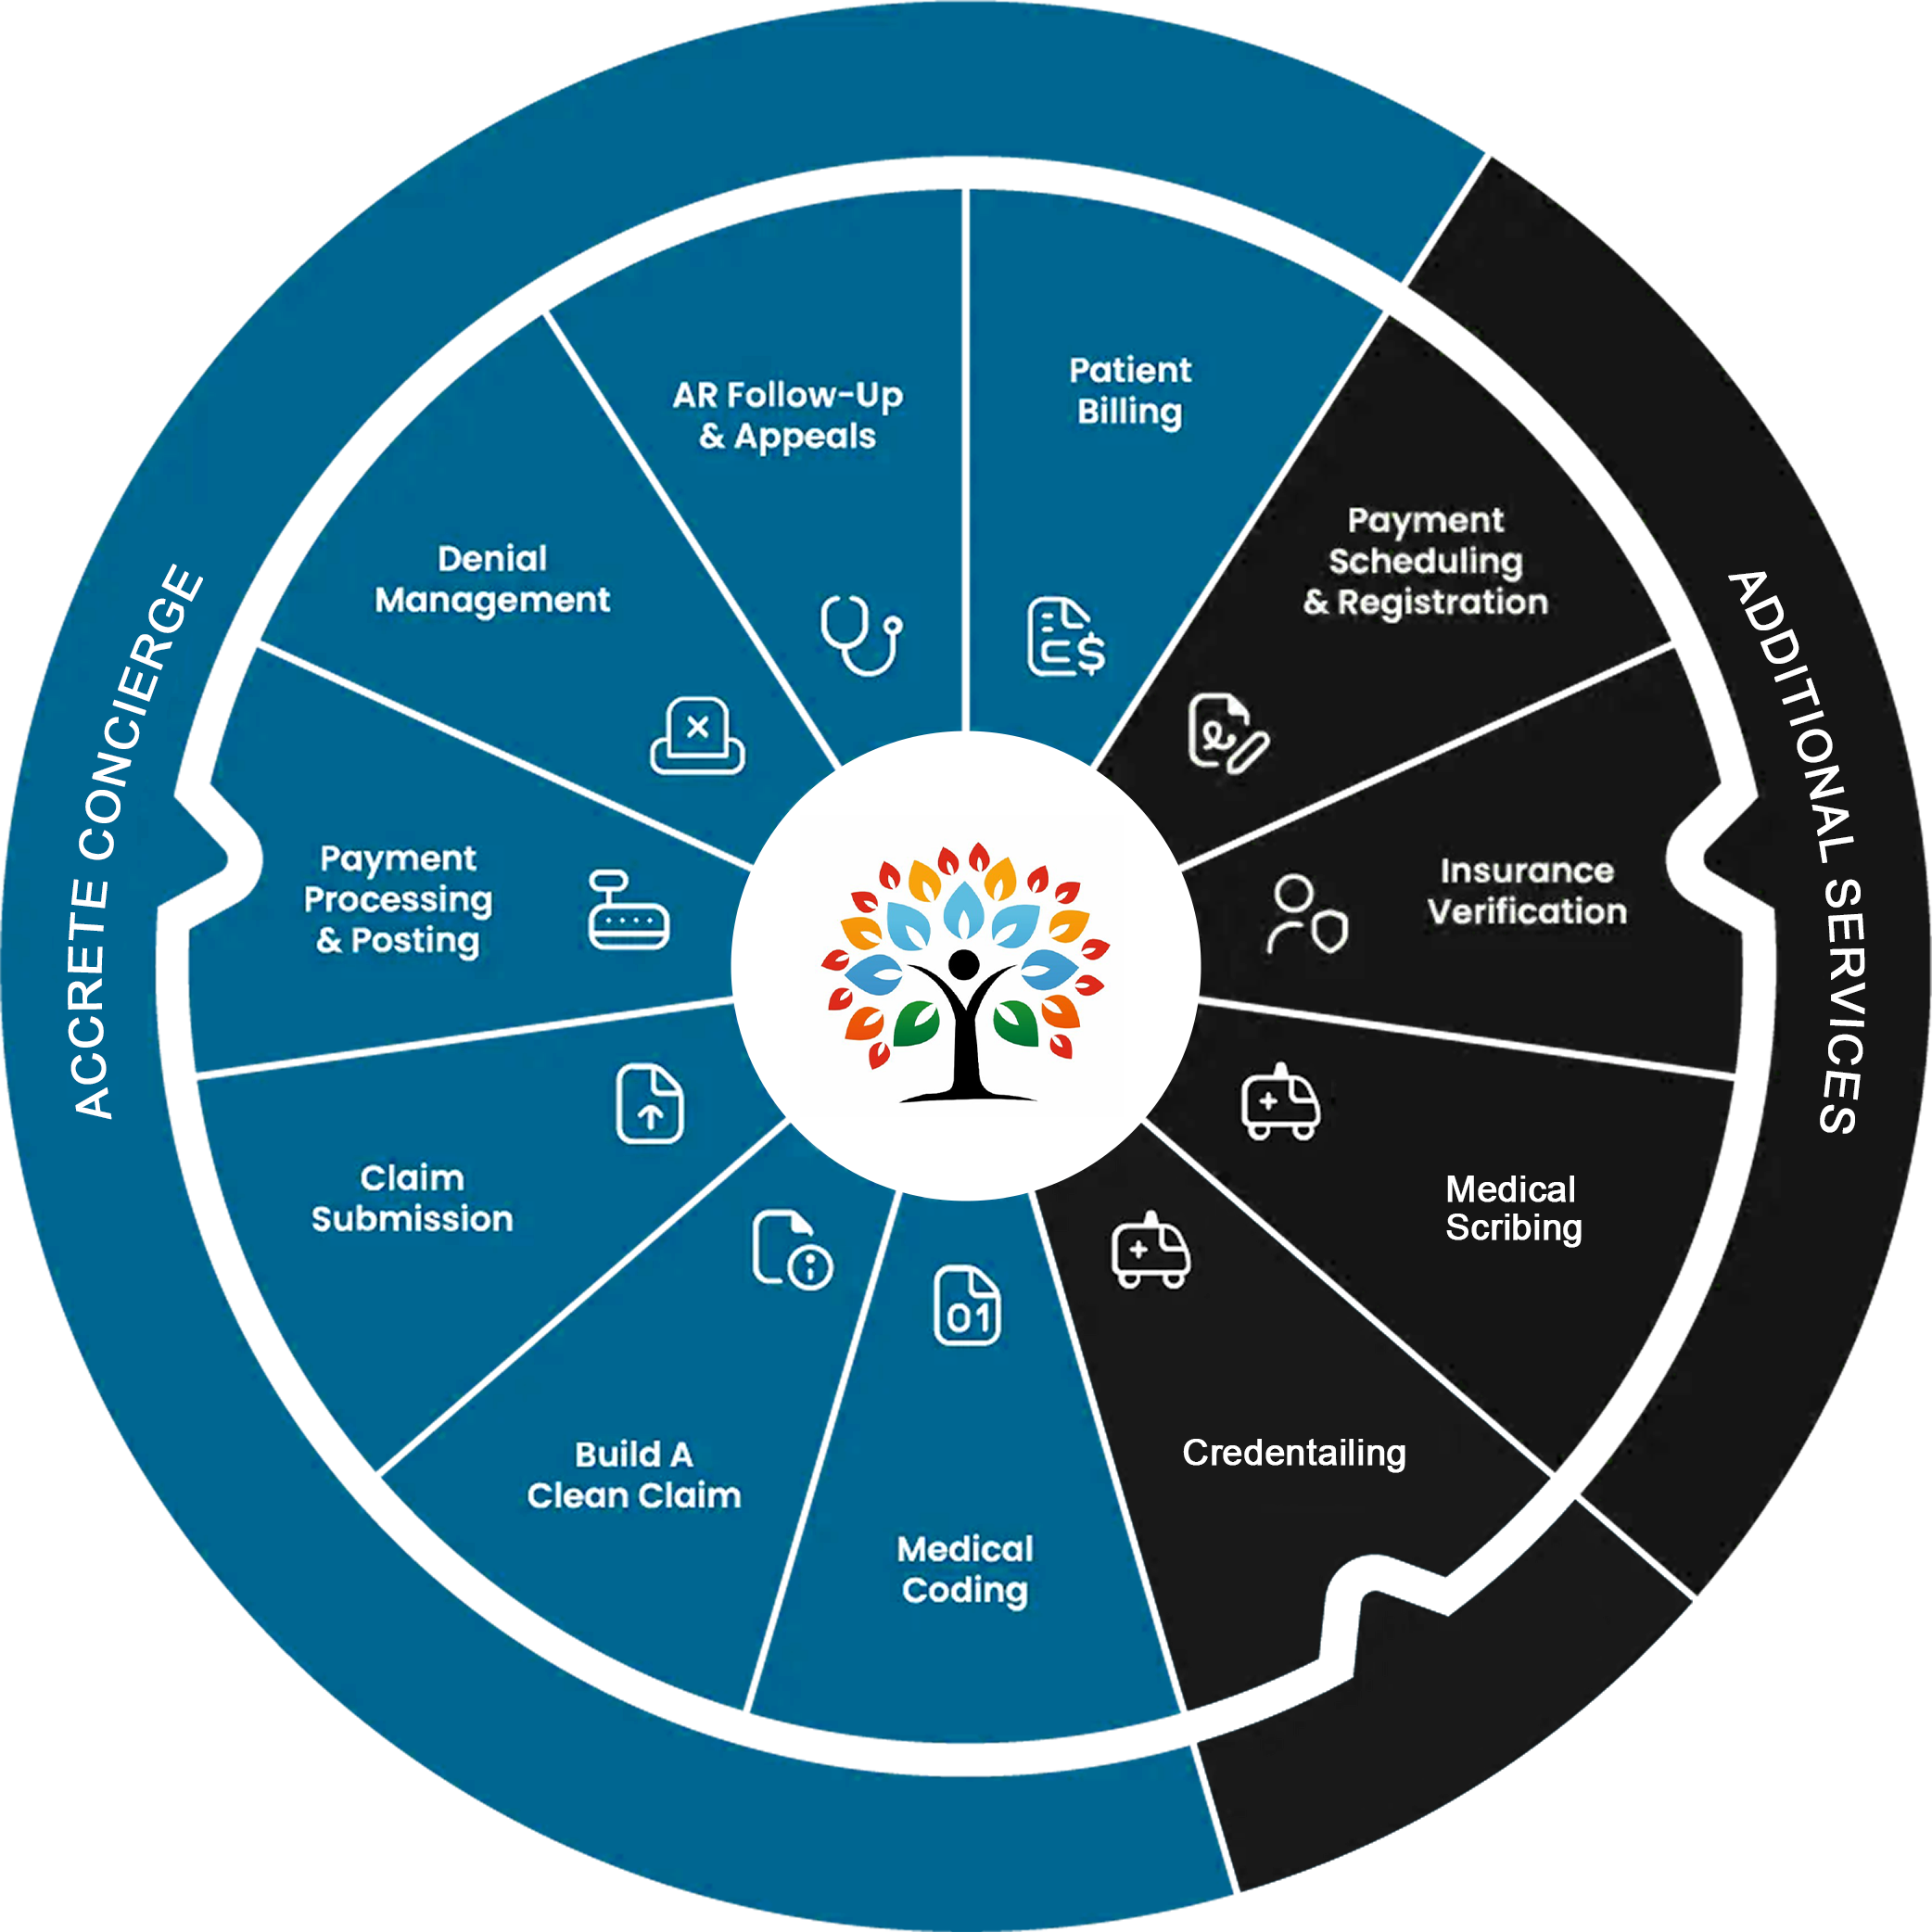 ACCRETE CONCIERGE
ADDITIONAL SERVICES
Patient
Billing
Payment
Scheduling
& Registration
Insurance
Verification
Medical
Scribing
Credentailing
Medical
Coding
01
Build A
Clean Claim
Claim
Submission
Payment
Processing
& Posting
Denial
Management
AR Follow-Up
& Appeals